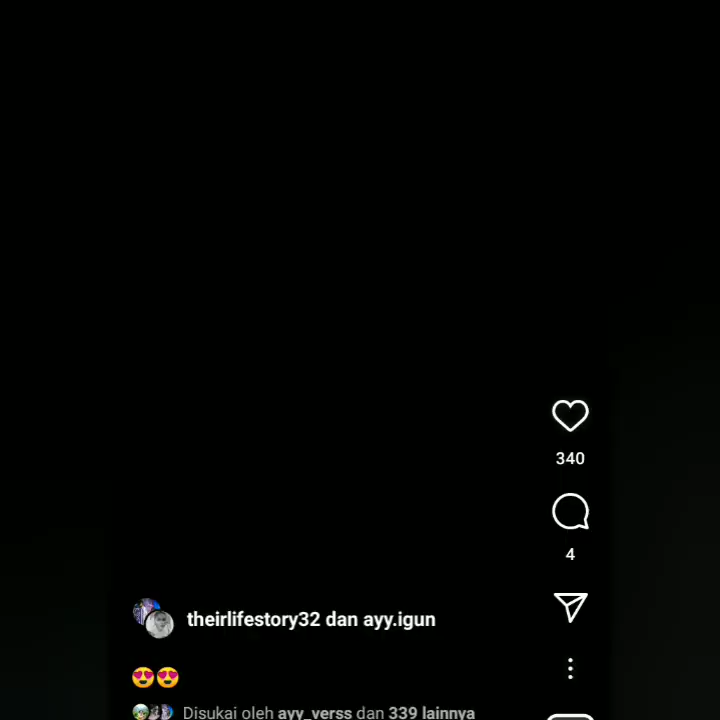 340
4
theirlifestory32 dan ayy.igun
😍😍
Disukai oleh ayy_verss dan 339 lainnya